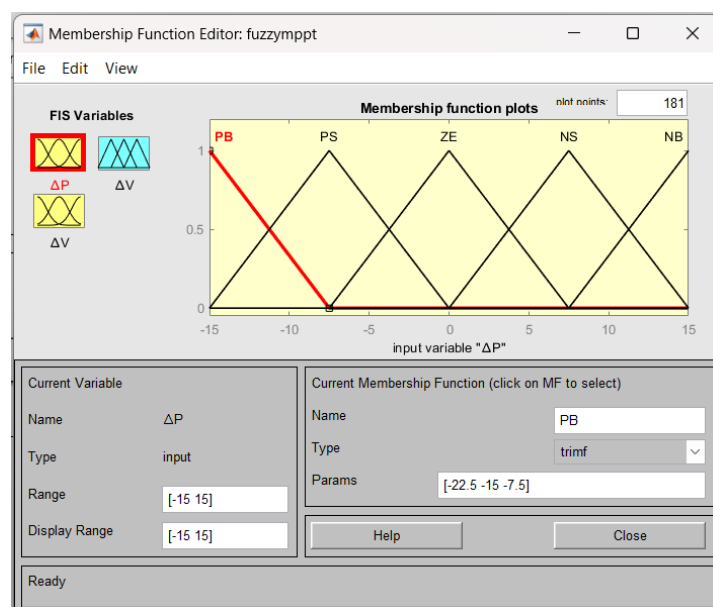 Membership Function Editor: fuzzymppt
File Edit View
FIS Variables
Membership function plots
plot points: 181
ΔP ΔV
ΔV
PB PS ZE NS NB
1
0.5
0
-15 -10 -5 0 5 10 15
input variable "ΔP"
Current Variable
Name ΔP
Type input
Range [-15 15]
Display Range [-15 15]
Current Membership Function (click on MF to select)
Name PB
Type trimf
Params [-22.5 -15 -7.5]
Help Close
Ready